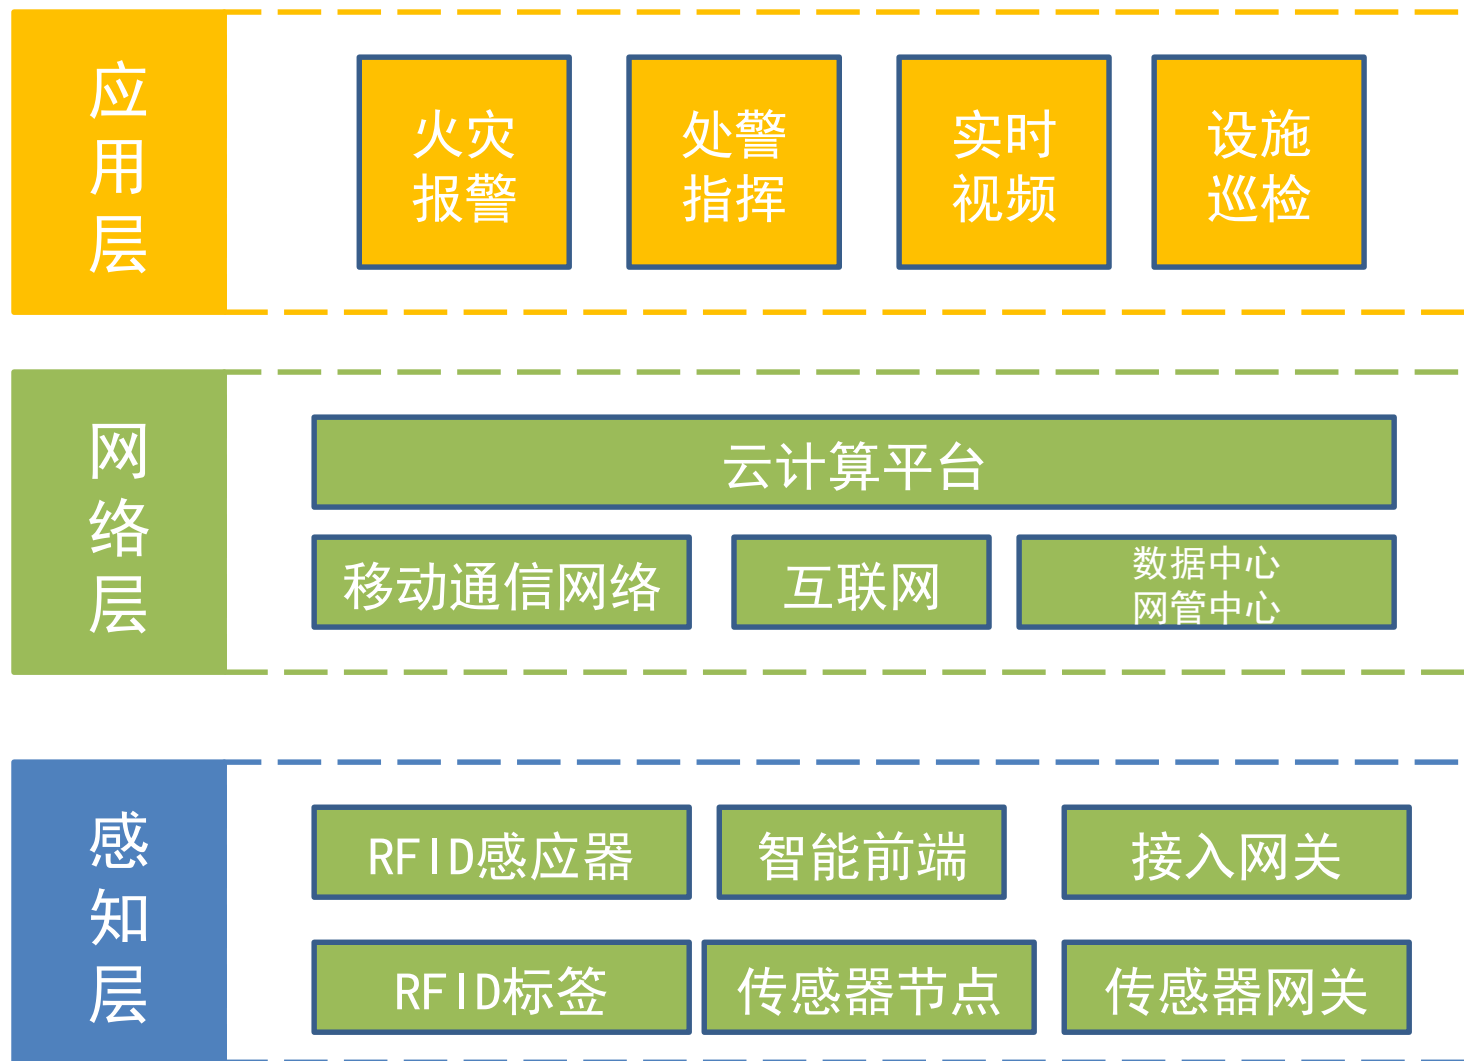 应
用
层
火灾
报警
处警
指挥
实时
视频
设施
巡检
网
络
层
云计算平台
移动通信网络
互联网
数据中心
网管中心
感
知
层
RFID感应器
智能前端
接入网关
RFID标签
传感器节点
传感器网关